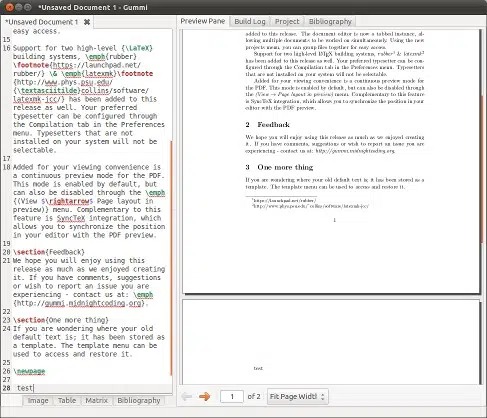 *Unsaved Document 1 - Gummi
*Unsaved Document 1
easy access.
15
16 Support for two high-level {\LaTeX}
building systems, \emph{rubber}
\footnote{https://launchpad.net/
rubber/} \& \emph{latexmk}\footnote
{http://www.phys.psu.edu/
{\textasciitilde}collins/software/
latexmk-jcc/} has been added to this
release as well. Your preferred
typesetter can be configured through
the Compilation tab in the Preferences
menu. Typesetters that are not
installed on your system will not be
selectable.
17
18 Added for your viewing convenience is
a continuous preview mode for the PDF.
This mode is enabled by default, but
can also be disabled through the \emph
{(View $\rightarrow$ Page layout in
preview)} menu. Complementary to this
feature is SyncTeX integration, which
allows you to synchronize the position
in your editor with the PDF preview.
19
20 \section{Feedback}
21 We hope you will enjoy using this
release as much as we enjoyed creating
it. If you have comments, suggestions
or wish to report an issue you are
experiencing - contact us at: \emph
{http://gummi.midnightcoding.org}.
22
23 \section{One more thing}
24 If you are wondering where your old
default text is; it has been stored as
a template. The template menu can be
used to access and restore it.
25
26 \newpage
27
28 test
Image Table Matrix Bibliography
Preview Pane Build Log Project Bibliography
added to this release. The document editor is now a tabbed instance, al-
lowing multiple documents to be worked on simultaneously. Using the new
projects menu, you can group files together for easy access.
Support for two high-level LATEX building systems, rubber¹ & latexmk²
has been added to this release as well. Your preferred typesetter can be con-
figured through the Compilation tab in the Preferences menu. Typesetters
that are not installed on your system will not be selectable.
Added for your viewing convenience is a continuous preview mode for
the PDF. This mode is enabled by default, but can also be disabled through
the (View → Page layout in preview) menu. Complementary to this feature
is SyncTeX integration, which allows you to synchronize the position in your
editor with the PDF preview.
2 Feedback
We hope you will enjoy using this release as much as we enjoyed creating
it. If you have comments, suggestions or wish to report an issue you are
experiencing - contact us at: http://gummi.midnightcoding.org.
3 One more thing
If you are wondering where your old default text is; it has been stored as a
template. The template menu can be used to access and restore it.
¹https://launchpad.net/rubber/
²http://www.phys.psu.edu/~collins/software/latexmk-jcc/
1
test
1 of 2 Fit Page Widtl